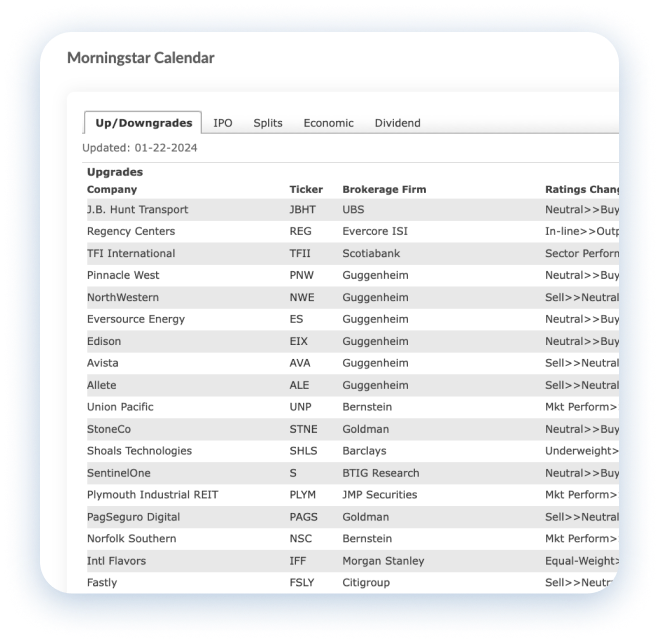 Morningstar Calendar
Up/Downgrades IPO Splits Economic Dividend
Updated: 01-22-2024
Upgrades
Company Ticker Brokerage Firm Ratings Chang
J.B. Hunt Transport JBHT UBS Neutral>>Buy
Regency Centers REG Evercore ISI In-line>>Outp
TFI International TFII Scotiabank Sector Perform
Pinnacle West PNW Guggenheim Neutral>>Buy
NorthWestern NWE Guggenheim Sell>>Neutral
Eversource Energy ES Guggenheim Neutral>>Buy
Edison EIX Guggenheim Neutral>>Buy
Avista AVA Guggenheim Sell>>Neutral
Allete ALE Guggenheim Sell>>Neutral
Union Pacific UNP Bernstein Mkt Perform>
StoneCo STNE Goldman Neutral>>Buy
Shoals Technologies SHLS Barclays Underweight>
SentinelOne S BTIG Research Neutral>>Buy
Plymouth Industrial REIT PLYM JMP Securities Mkt Perform>
PagSeguro Digital PAGS Goldman Sell>>Neutral
Norfolk Southern NSC Bernstein Mkt Perform>
Intl Flavors IFF Morgan Stanley Equal-Weight>
Fastly FSLY Citigroup Sell>>Neutr